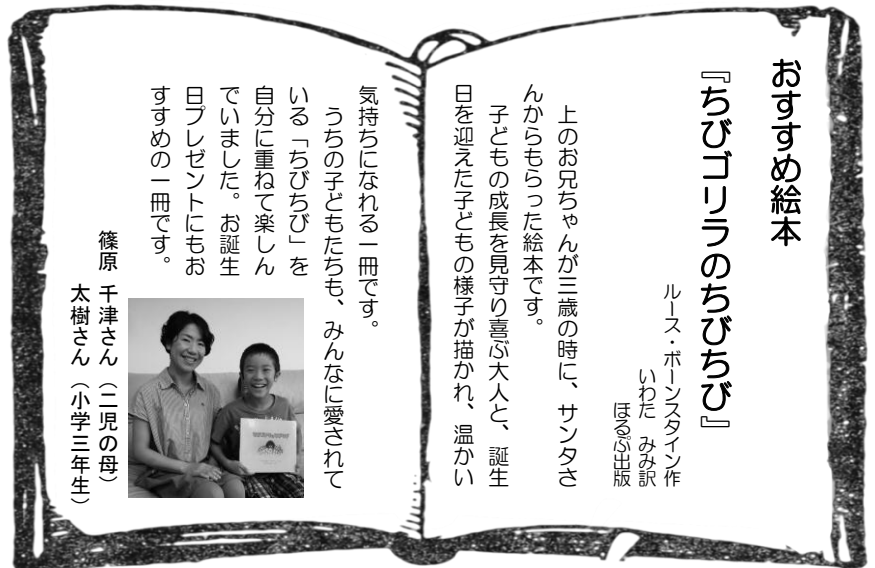 おすすめ絵本
『ちびゴリラのちびちび』
ルース・ボーンスタイン作
いわた　みみ訳
ほるぷ出版
上のお兄ちゃんが三歳の時に、サンタさ
んからもらった絵本です。
子どもの成長を見守り喜ぶ大人と、誕生
日を迎えた子どもの様子が描かれ、温かい
気持ちになれる一冊です。
うちの子どもたちも、みんなに愛されて
いる「ちびちび」を
自分に重ねて楽しん
でいました。お誕生
日プレゼントにもお
すすめの一冊です。
篠原　千津さん（二児の母）
太樹さん（小学三年生）